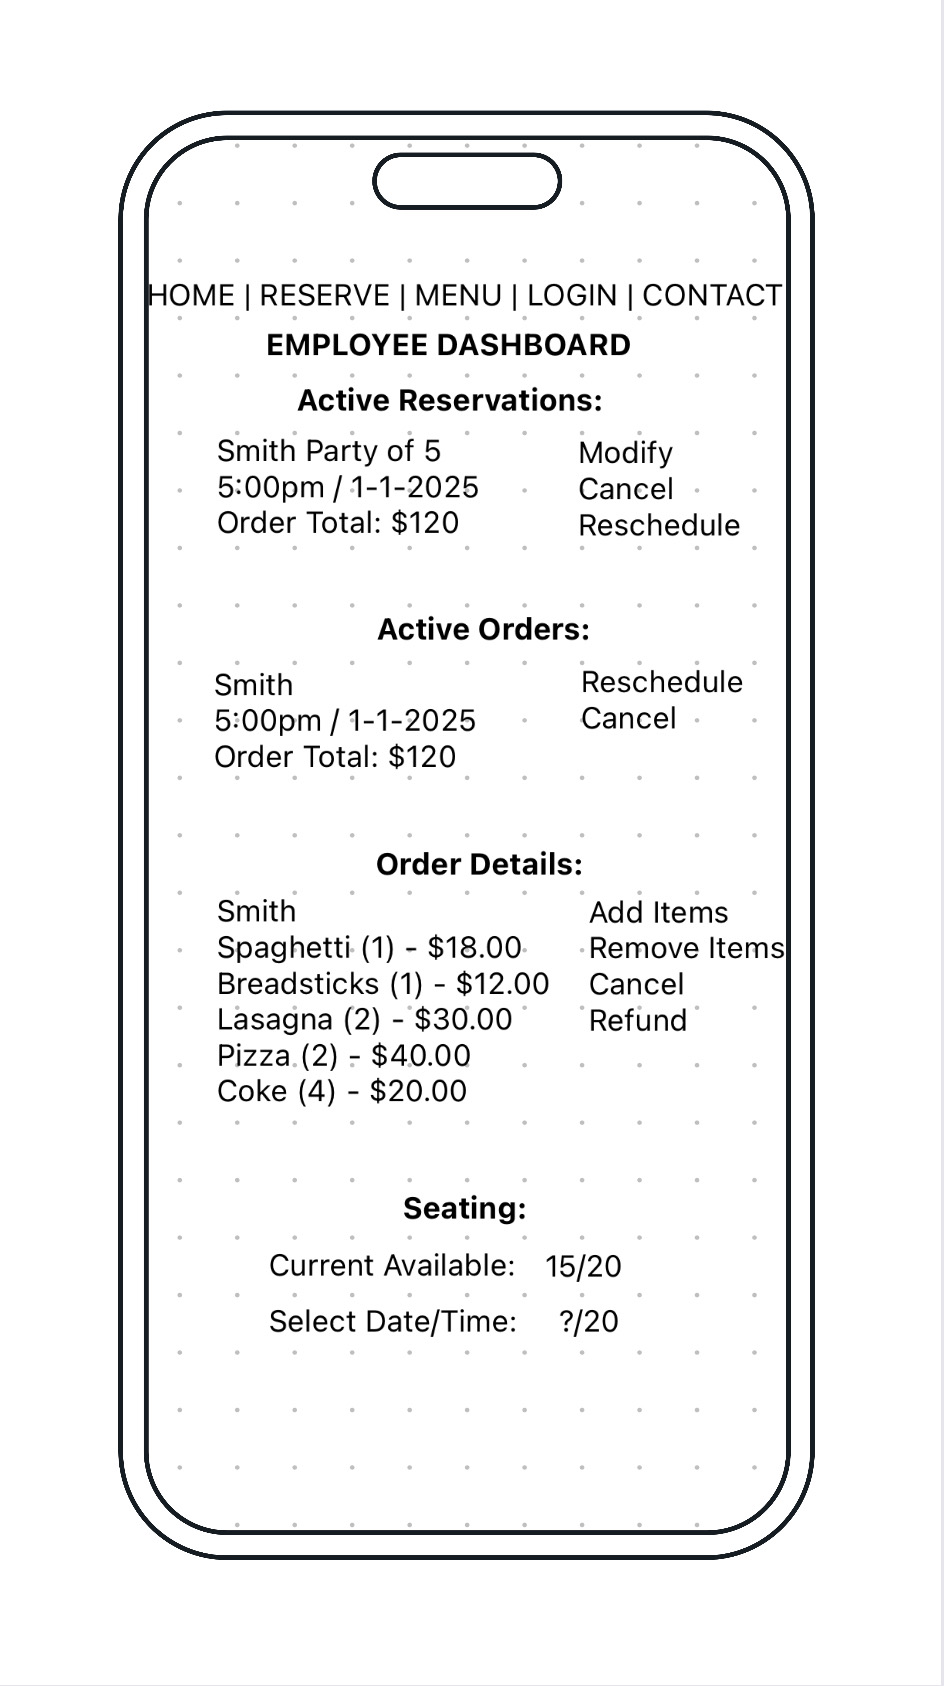 HOME | RESERVE | MENU | LOGIN | CONTACT
EMPLOYEE DASHBOARD
Active Reservations:
Smith Party of 5
5:00pm / 1-1-2025
Order Total: $120
Modify
Cancel
Reschedule
Active Orders:
Smith
5:00pm / 1-1-2025
Order Total: $120
Reschedule
Cancel
Order Details:
Smith
Spaghetti (1) - $18.00
Breadsticks (1) - $12.00
Lasagna (2) - $30.00
Pizza (2) - $40.00
Coke (4) - $20.00
Add Items
Remove Items
Cancel
Refund
Seating:
Current Available: 15/20
Select Date/Time: ?/20